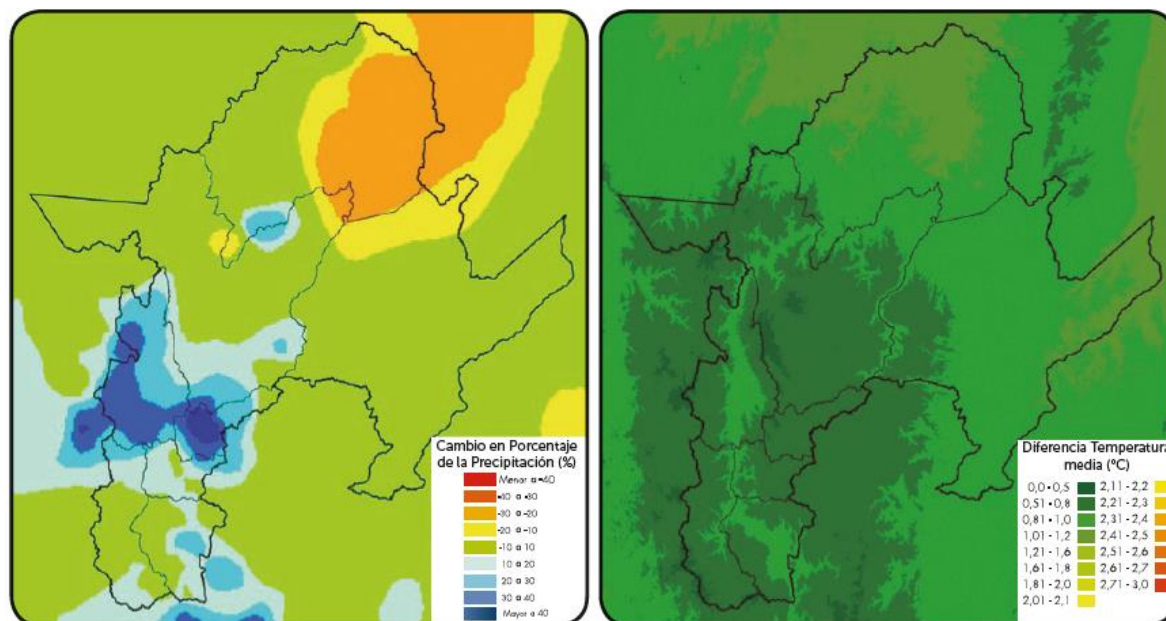 Cambio en Porcentaje
de la Precipitación (%)
Menor a -40
-40 a -30
-30 a -20
-20 a -10
-10 a 10
10 a 20
20 a 30
30 a 40
Mayor a 40
Diferencia Temperatura
media (ºC)
0,0 - 0,5
0,51 - 0,8
0,81 - 1,0
1,01 - 1,2
1,21 - 1,6
1,61 - 1,8
1,81 - 2,0
2,01 - 2,1
2,11 - 2,2
2,21 - 2,3
2,31 - 2,4
2,41 - 2,5
2,51 - 2,6
2,61 - 2,7
2,71 - 3,0